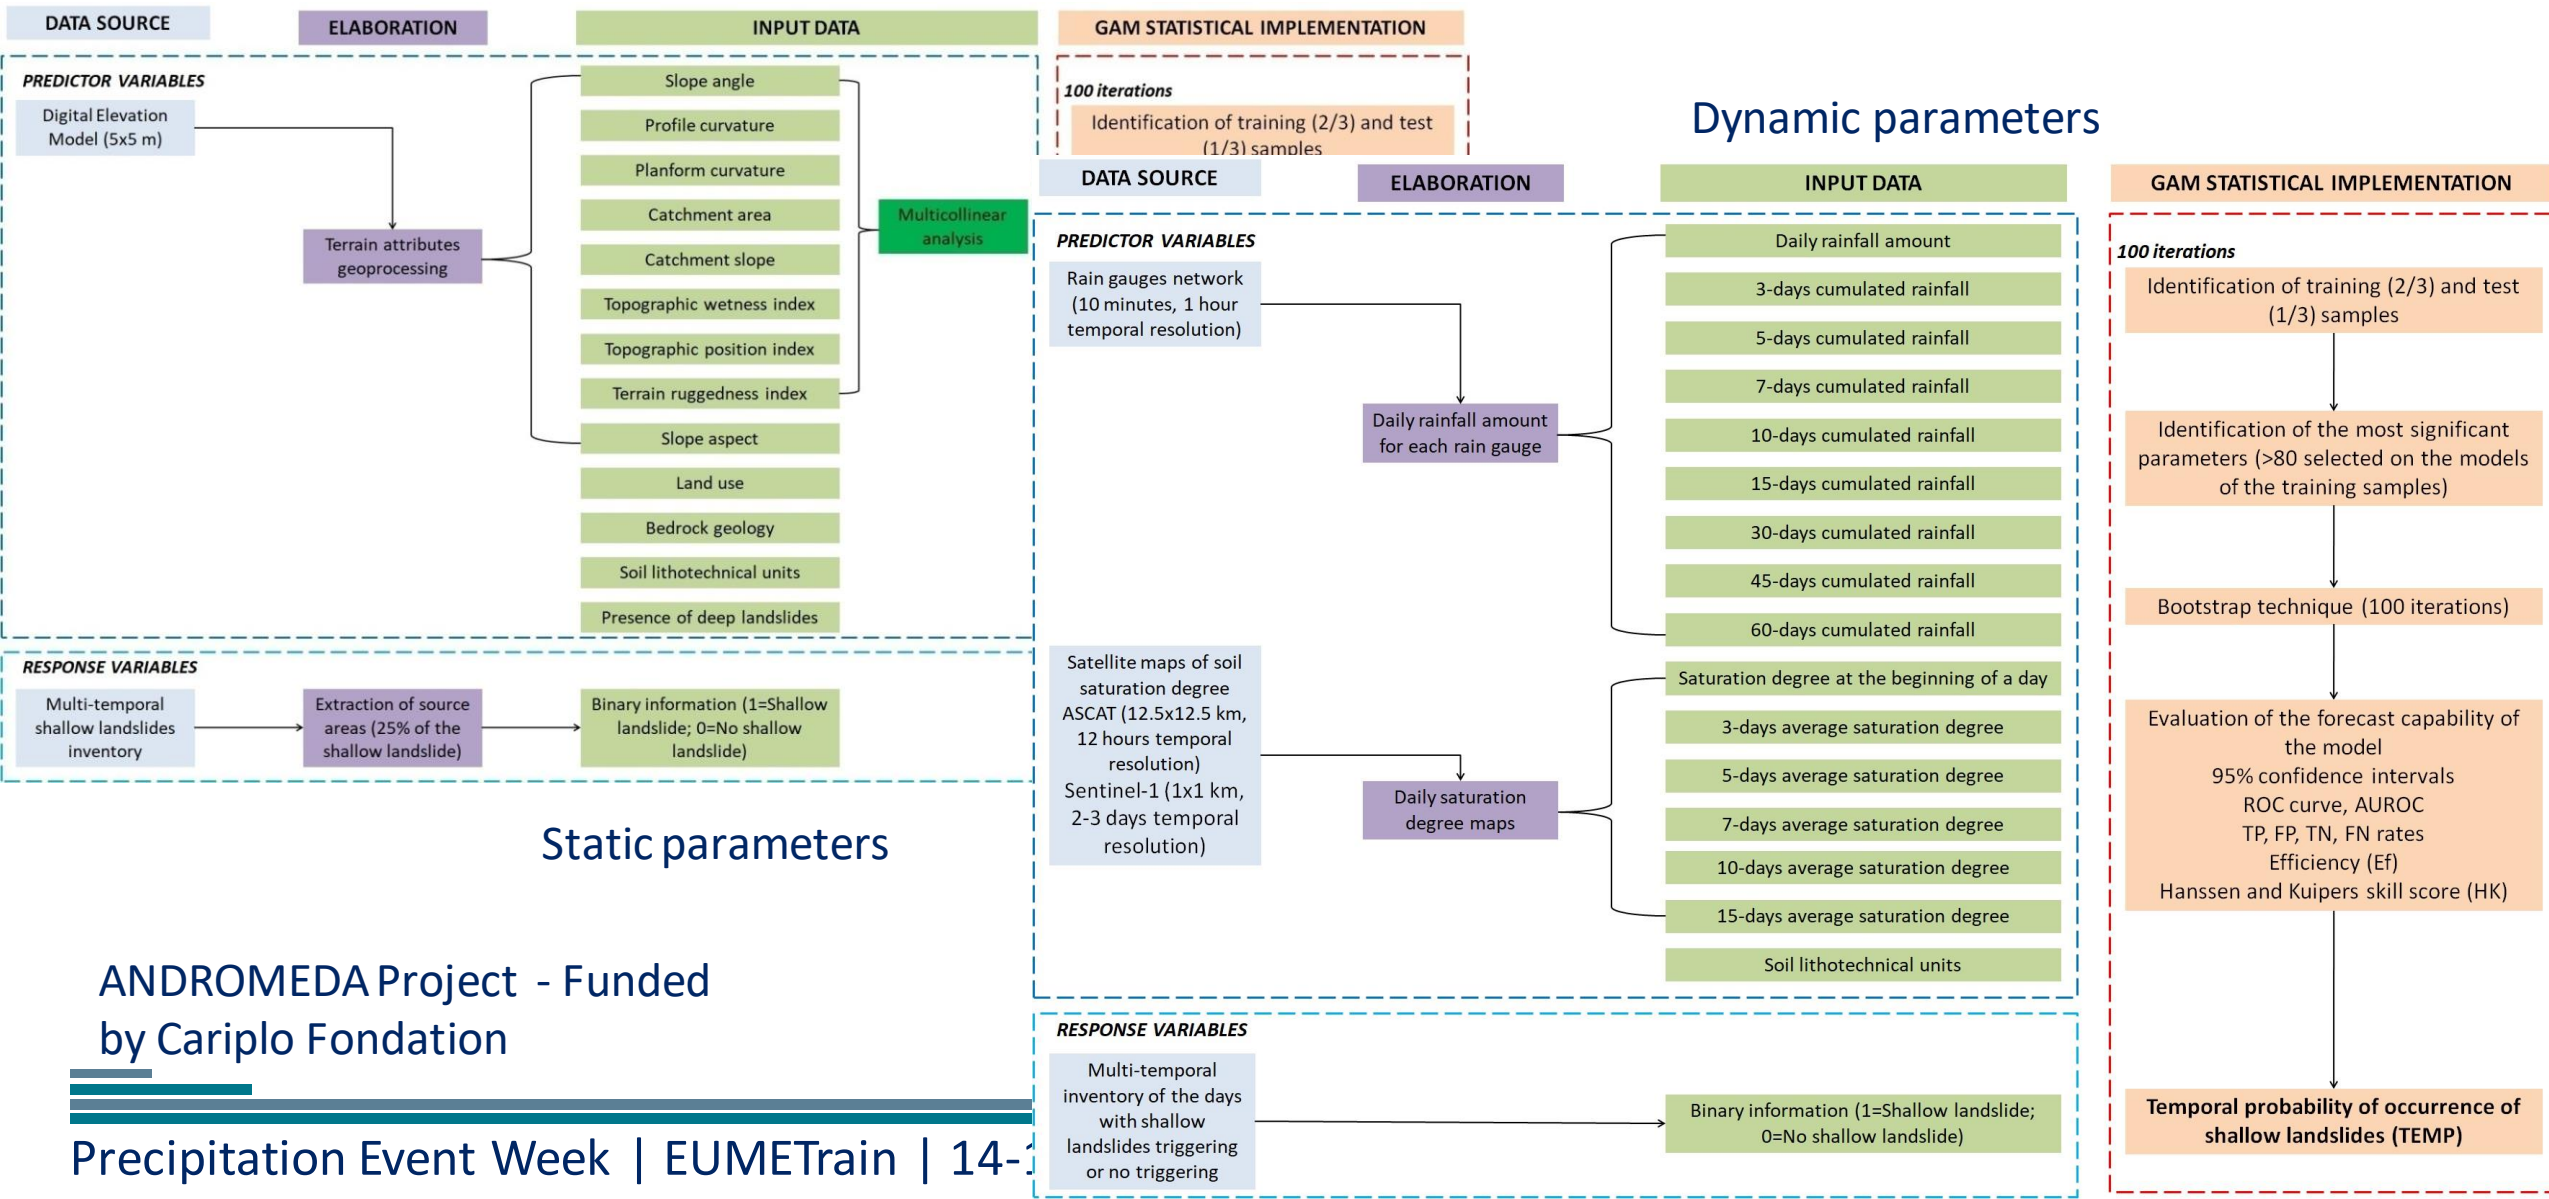 DATA SOURCE
ELABORATION
INPUT DATA
GAM STATISTICAL IMPLEMENTATION
PREDICTOR VARIABLES
Digital Elevation
Model (5x5 m)
Terrain attributes
geoprocessing
Slope angle
Profile curvature
Planform curvature
Catchment area
Catchment slope
Topographic wetness index
Topographic position index
Terrain ruggedness index
Slope aspect
Land use
Bedrock geology
Soil lithotechnical units
Presence of deep landslides
Multicollinear
analysis
100 iterations
Identification of training (2/3) and test
(1/3) samples
RESPONSE VARIABLES
Multi-temporal
shallow landslides
inventory
Extraction of source
areas (25% of the
shallow landslide)
Binary information (1=Shallow
landslide; 0=No shallow
landslide)
Static parameters
Dynamic parameters
DATA SOURCE
ELABORATION
INPUT DATA
GAM STATISTICAL IMPLEMENTATION
PREDICTOR VARIABLES
Rain gauges network
(10 minutes, 1 hour
temporal resolution)
Daily rainfall amount
for each rain gauge
Daily rainfall amount
3-days cumulated rainfall
5-days cumulated rainfall
7-days cumulated rainfall
10-days cumulated rainfall
15-days cumulated rainfall
30-days cumulated rainfall
45-days cumulated rainfall
60-days cumulated rainfall
Satellite maps of soil
saturation degree
ASCAT (12.5x12.5 km,
12 hours temporal
resolution)
Sentinel-1 (1x1 km,
2-3 days temporal
resolution)
Daily saturation
degree maps
Saturation degree at the beginning of a day
3-days average saturation degree
5-days average saturation degree
7-days average saturation degree
10-days average saturation degree
15-days average saturation degree
Soil lithotechnical units
RESPONSE VARIABLES
Multi-temporal
inventory of the days
with shallow
landslides triggering
or no triggering
Binary information (1=Shallow landslide;
0=No shallow landslide)
100 iterations
Identification of training (2/3) and test
(1/3) samples
Identification of the most significant
parameters (>80 selected on the models
of the training samples)
Bootstrap technique (100 iterations)
Evaluation of the forecast capability of
the model
95% confidence intervals
ROC curve, AUROC
TP, FP, TN, FN rates
Efficiency (Ef)
Hanssen and Kuipers skill score (HK)
Temporal probability of occurrence of
shallow landslides (TEMP)
ANDROMEDA Project - Funded
by Cariplo Fondation
Precipitation Event Week | EUMETrain | 14-